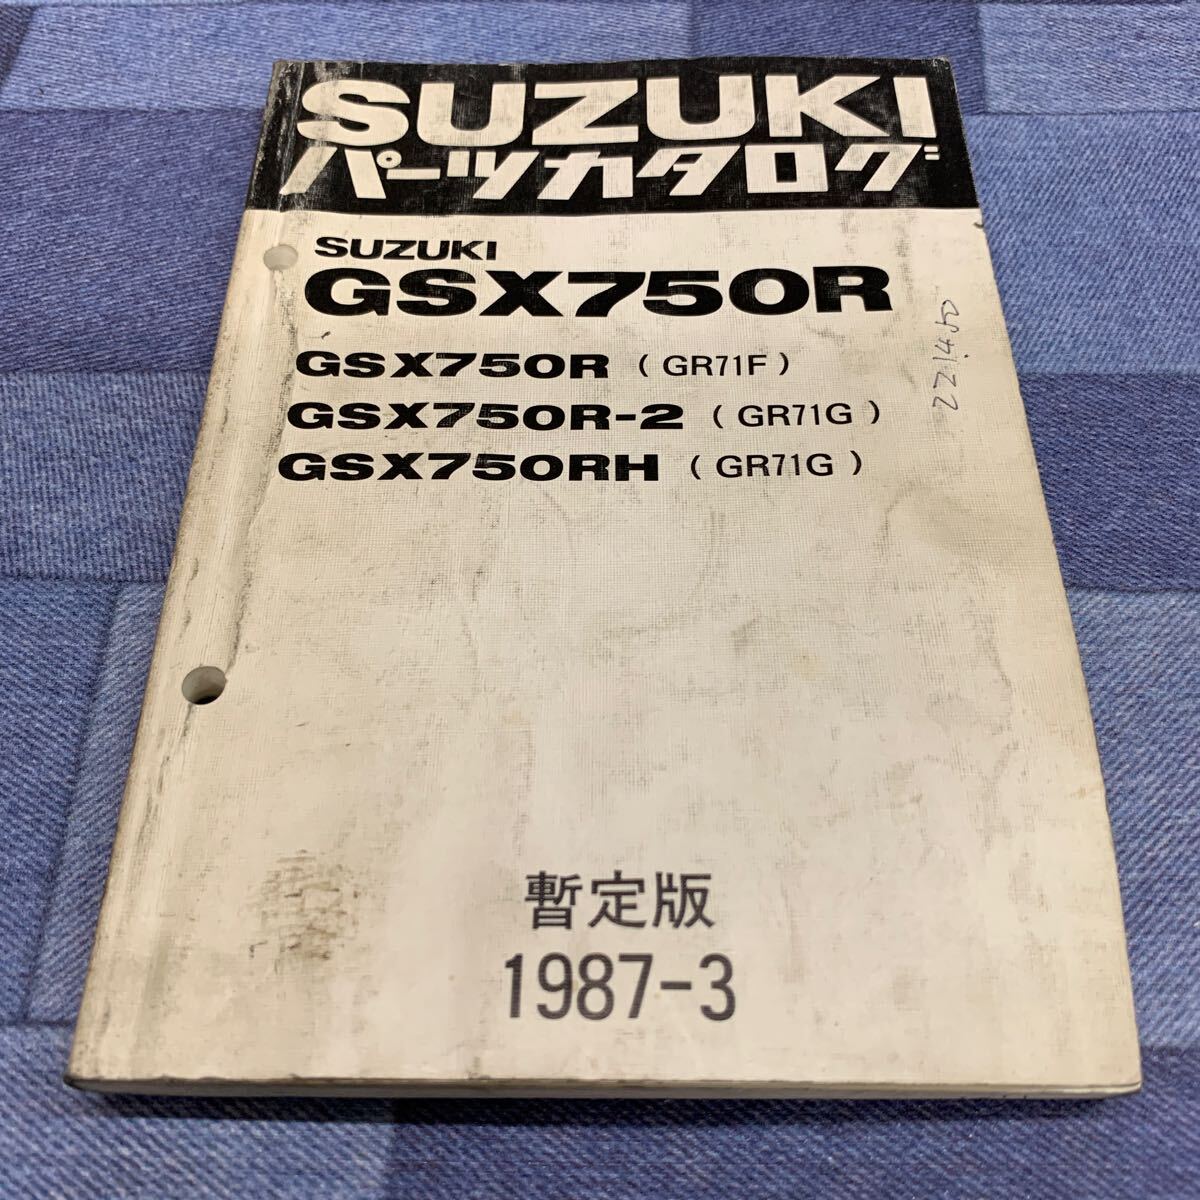 SUZUKI
パーツカタログ
SUZUKI
GSX750R
GSX750R ( GR71F )
GSX750R-2 ( GR71G )
GSX750RH ( GR71G )
暫定版
1987-3